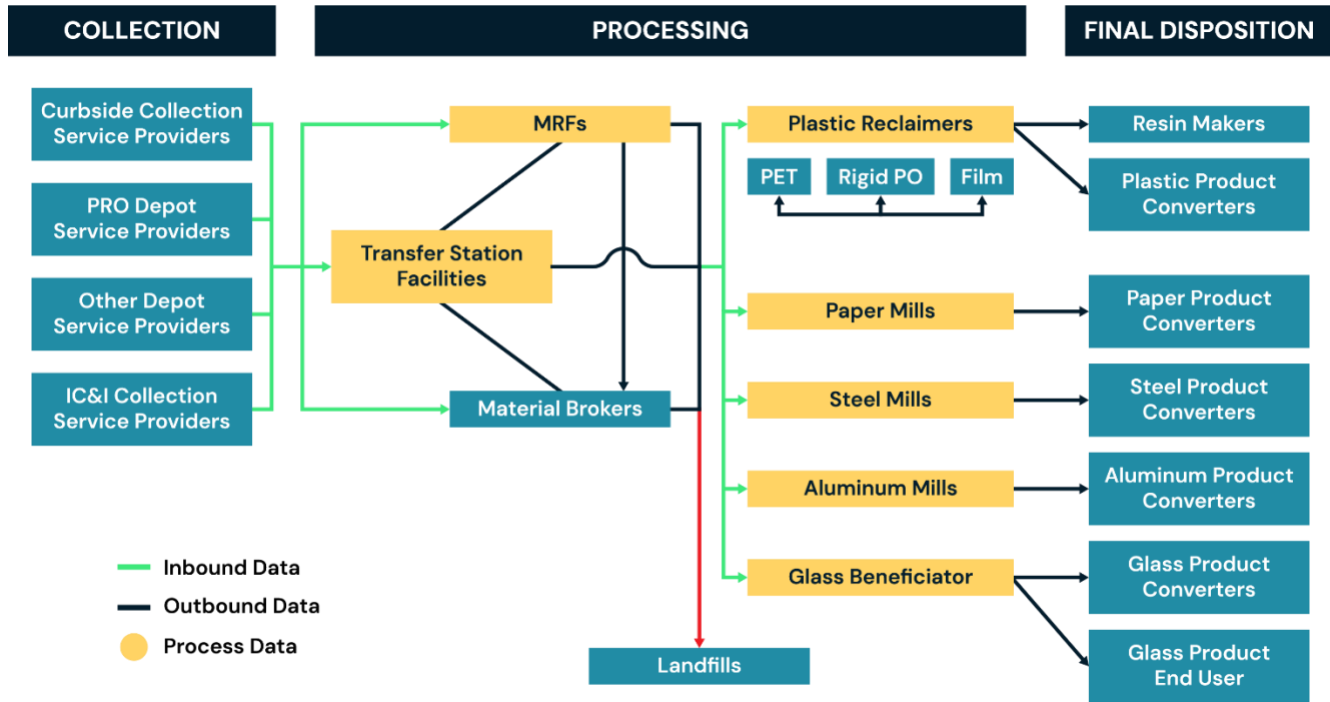 COLLECTION
PROCESSING
FINAL DISPOSITION
Curbside Collection
Service Providers
PRO Depot
Service Providers
Other Depot
Service Providers
IC&I Collection
Service Providers
MRFs
Transfer Station
Facilities
Material Brokers
Plastic Reclaimers
PET
Rigid PO
Film
Paper Mills
Steel Mills
Aluminum Mills
Glass Beneficiator
Resin Makers
Plastic Product
Converters
Paper Product
Converters
Steel Product
Converters
Aluminum Product
Converters
Glass Product
Converters
Glass Product
End User
Landfills
Inbound Data
Outbound Data
Process Data